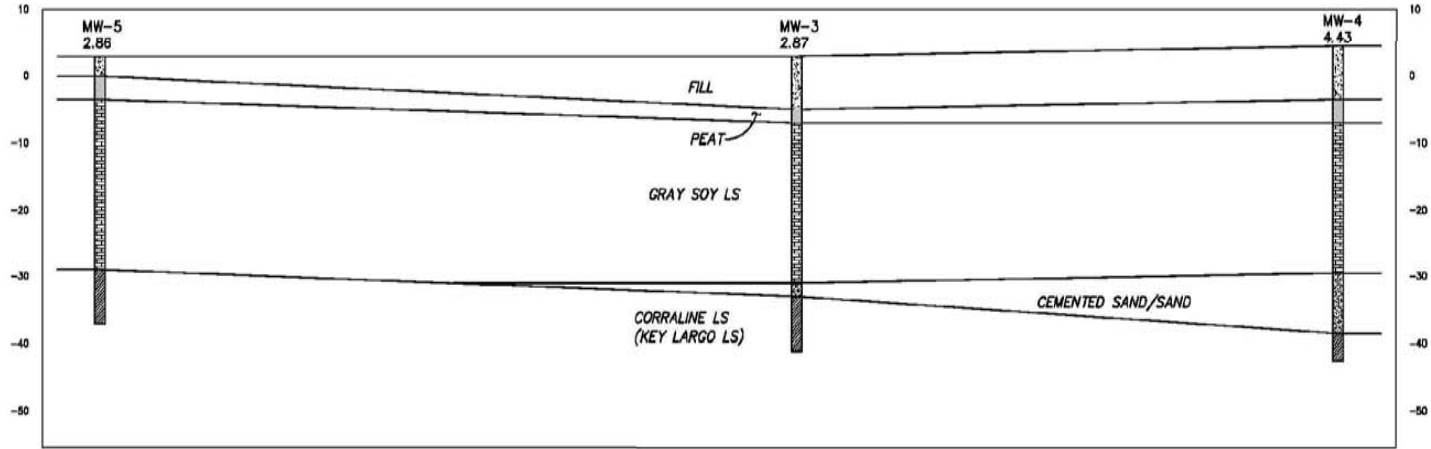 10
10
MW-5
2.86
MW-3
2.87
MW-4
4.43
0
0
FILL
PEAT
-10
-10
GRAY SOY LS
-20
-20
-30
-30
CEMENTED SAND/SAND
CORRALINE LS
(KEY LARGO LS)
-40
-40
-50
-50